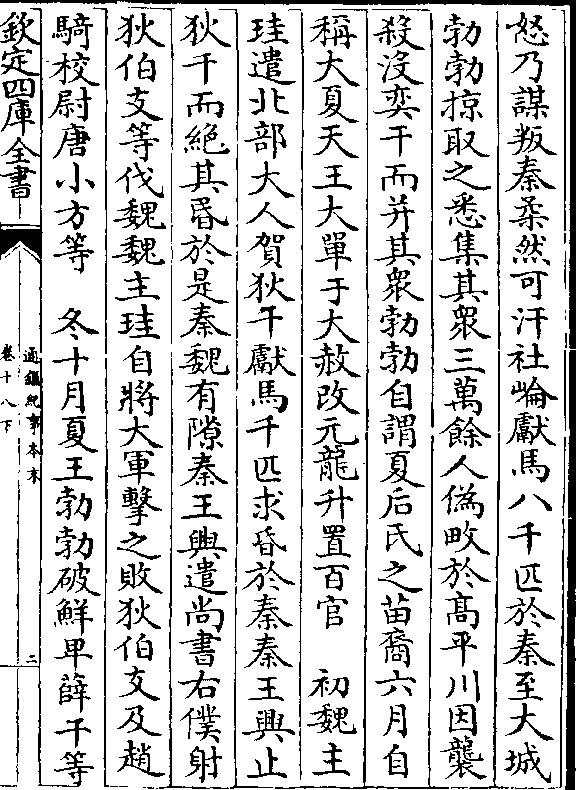 怒乃謀叛秦柔然可汗社崘獻馬八千匹於秦至大城
勃勃掠取之悉集其衆三萬餘人偽畋於髙平川因襲
殺沒奕干而并其衆勃勃自謂夏后氏之苗裔六月自
稱大夏天王大單于大赦改元龍升置百官　初魏主
珪遣北部大人賀狄干獻馬千匹求昏於秦秦王興止
狄干而絶其昏於是秦魏有隙秦王興遣尚書右僕射
狄伯支等伐魏魏主珪自將大軍擊之敗狄伯支及趙
騎校尉唐小方等　冬十月夏王勃勃破鮮卑薛干等
欽定四庫全書
通鑑紀事本末
卷十八下
二